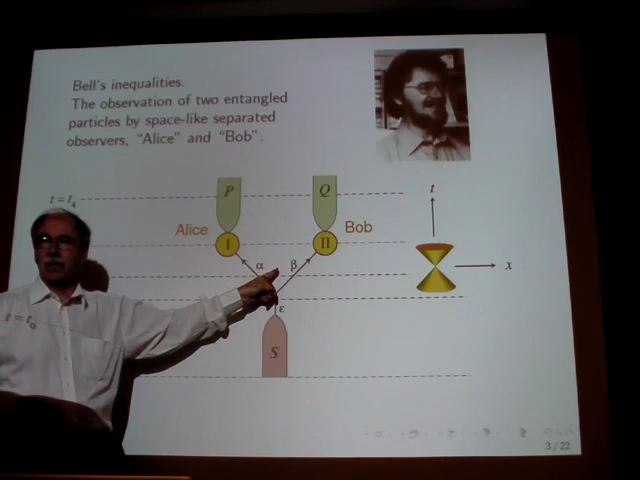 Bell's inequalities.
The observation of two entangled
particles by space-like separated
observers, "Alice" and "Bob".
t = t₄
P
Q
t
Alice
I
II
Bob
α
β
x
t = t₀
ε
S
3 / 22